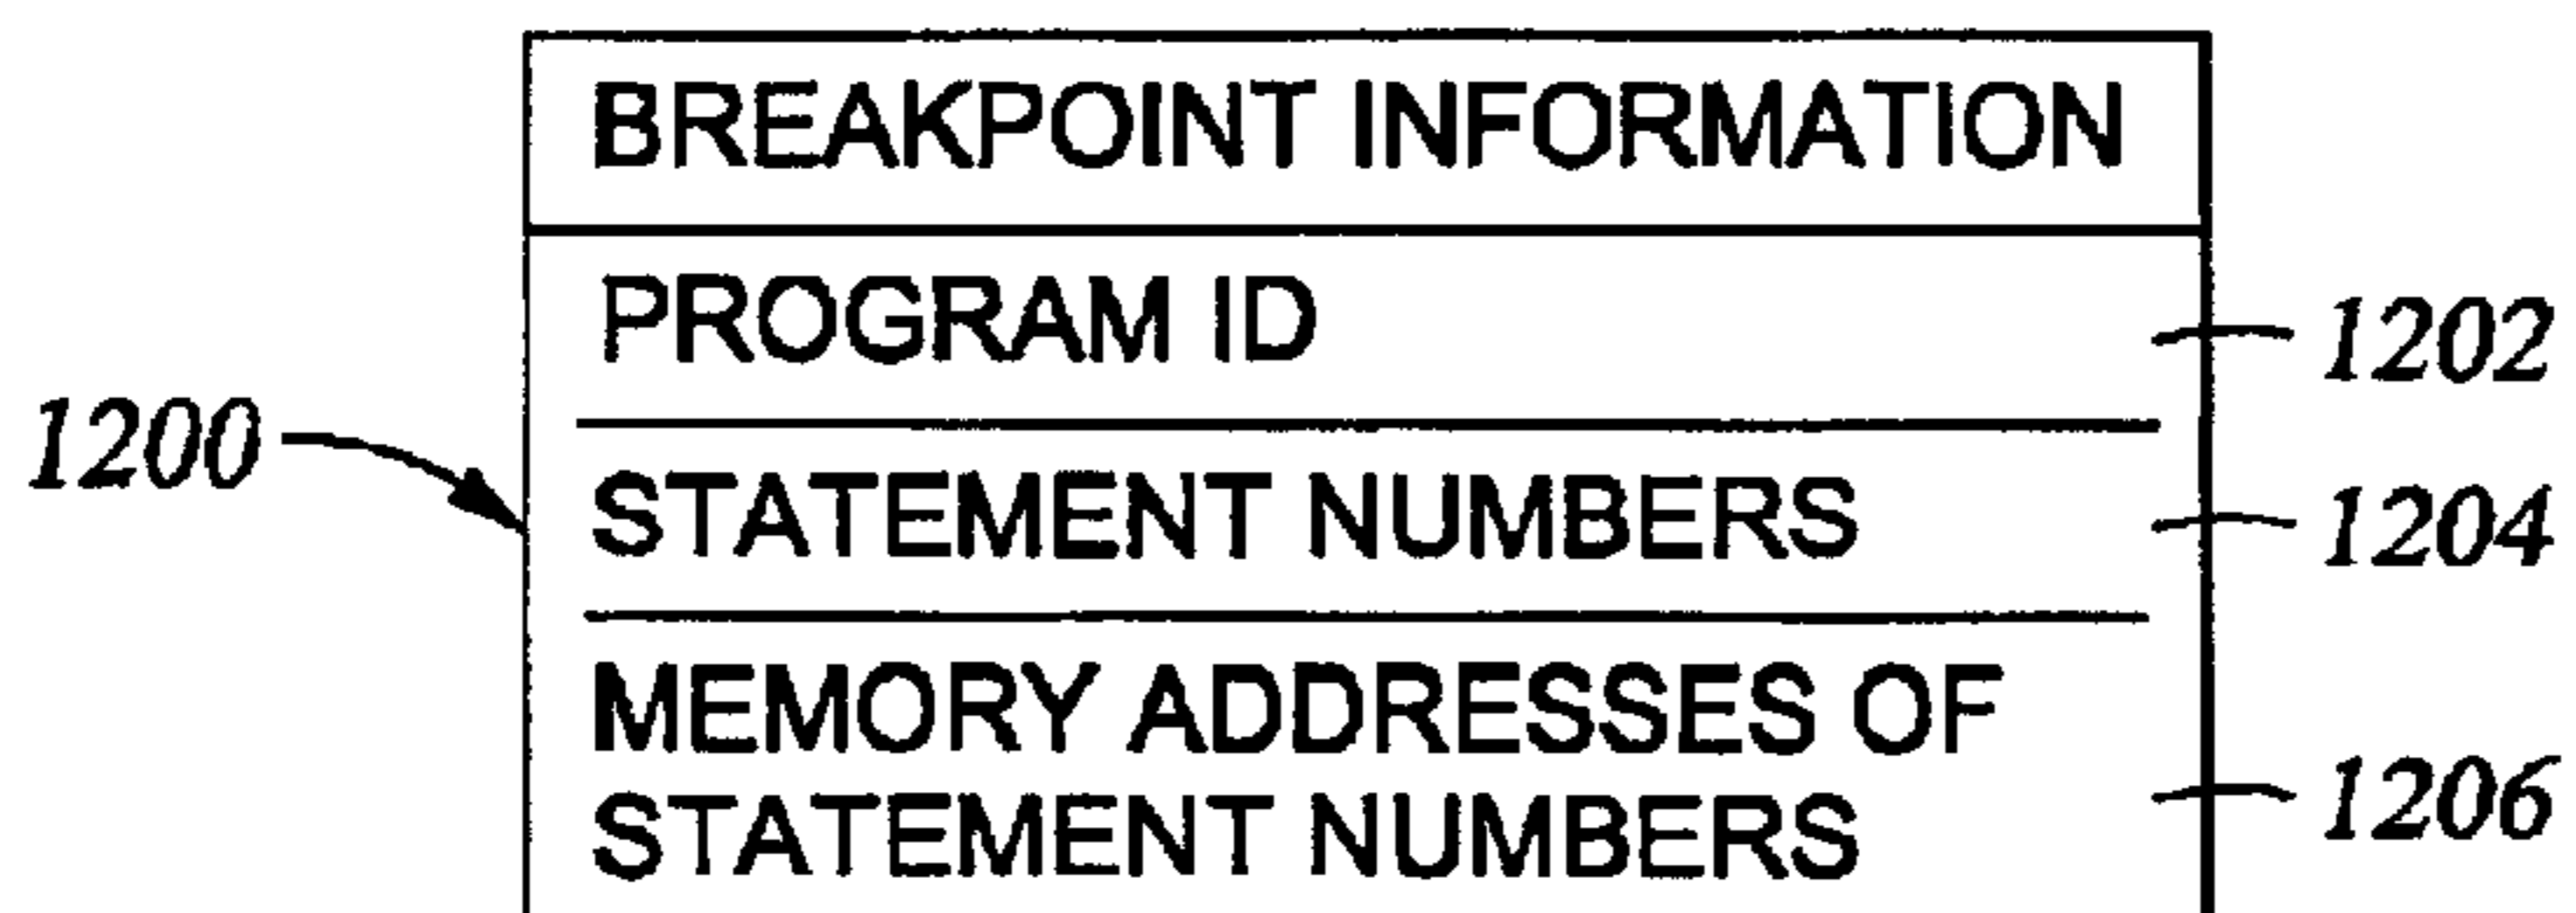 BREAKPOINT INFORMATION
PROGRAM ID 1202
1200
STATEMENT NUMBERS 1204
MEMORY ADDRESSES OF
STATEMENT NUMBERS 1206